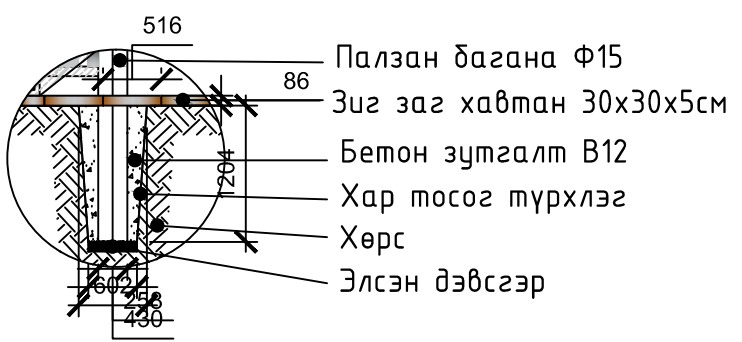 516
Палзан багана Ф15
86
Зиг заг хавтан 30х30х5см
Бетон зутгалт В12
1204
Хар тосог түрхлэг
Хөрс
Элсэн дэвсгэр
602
258
430